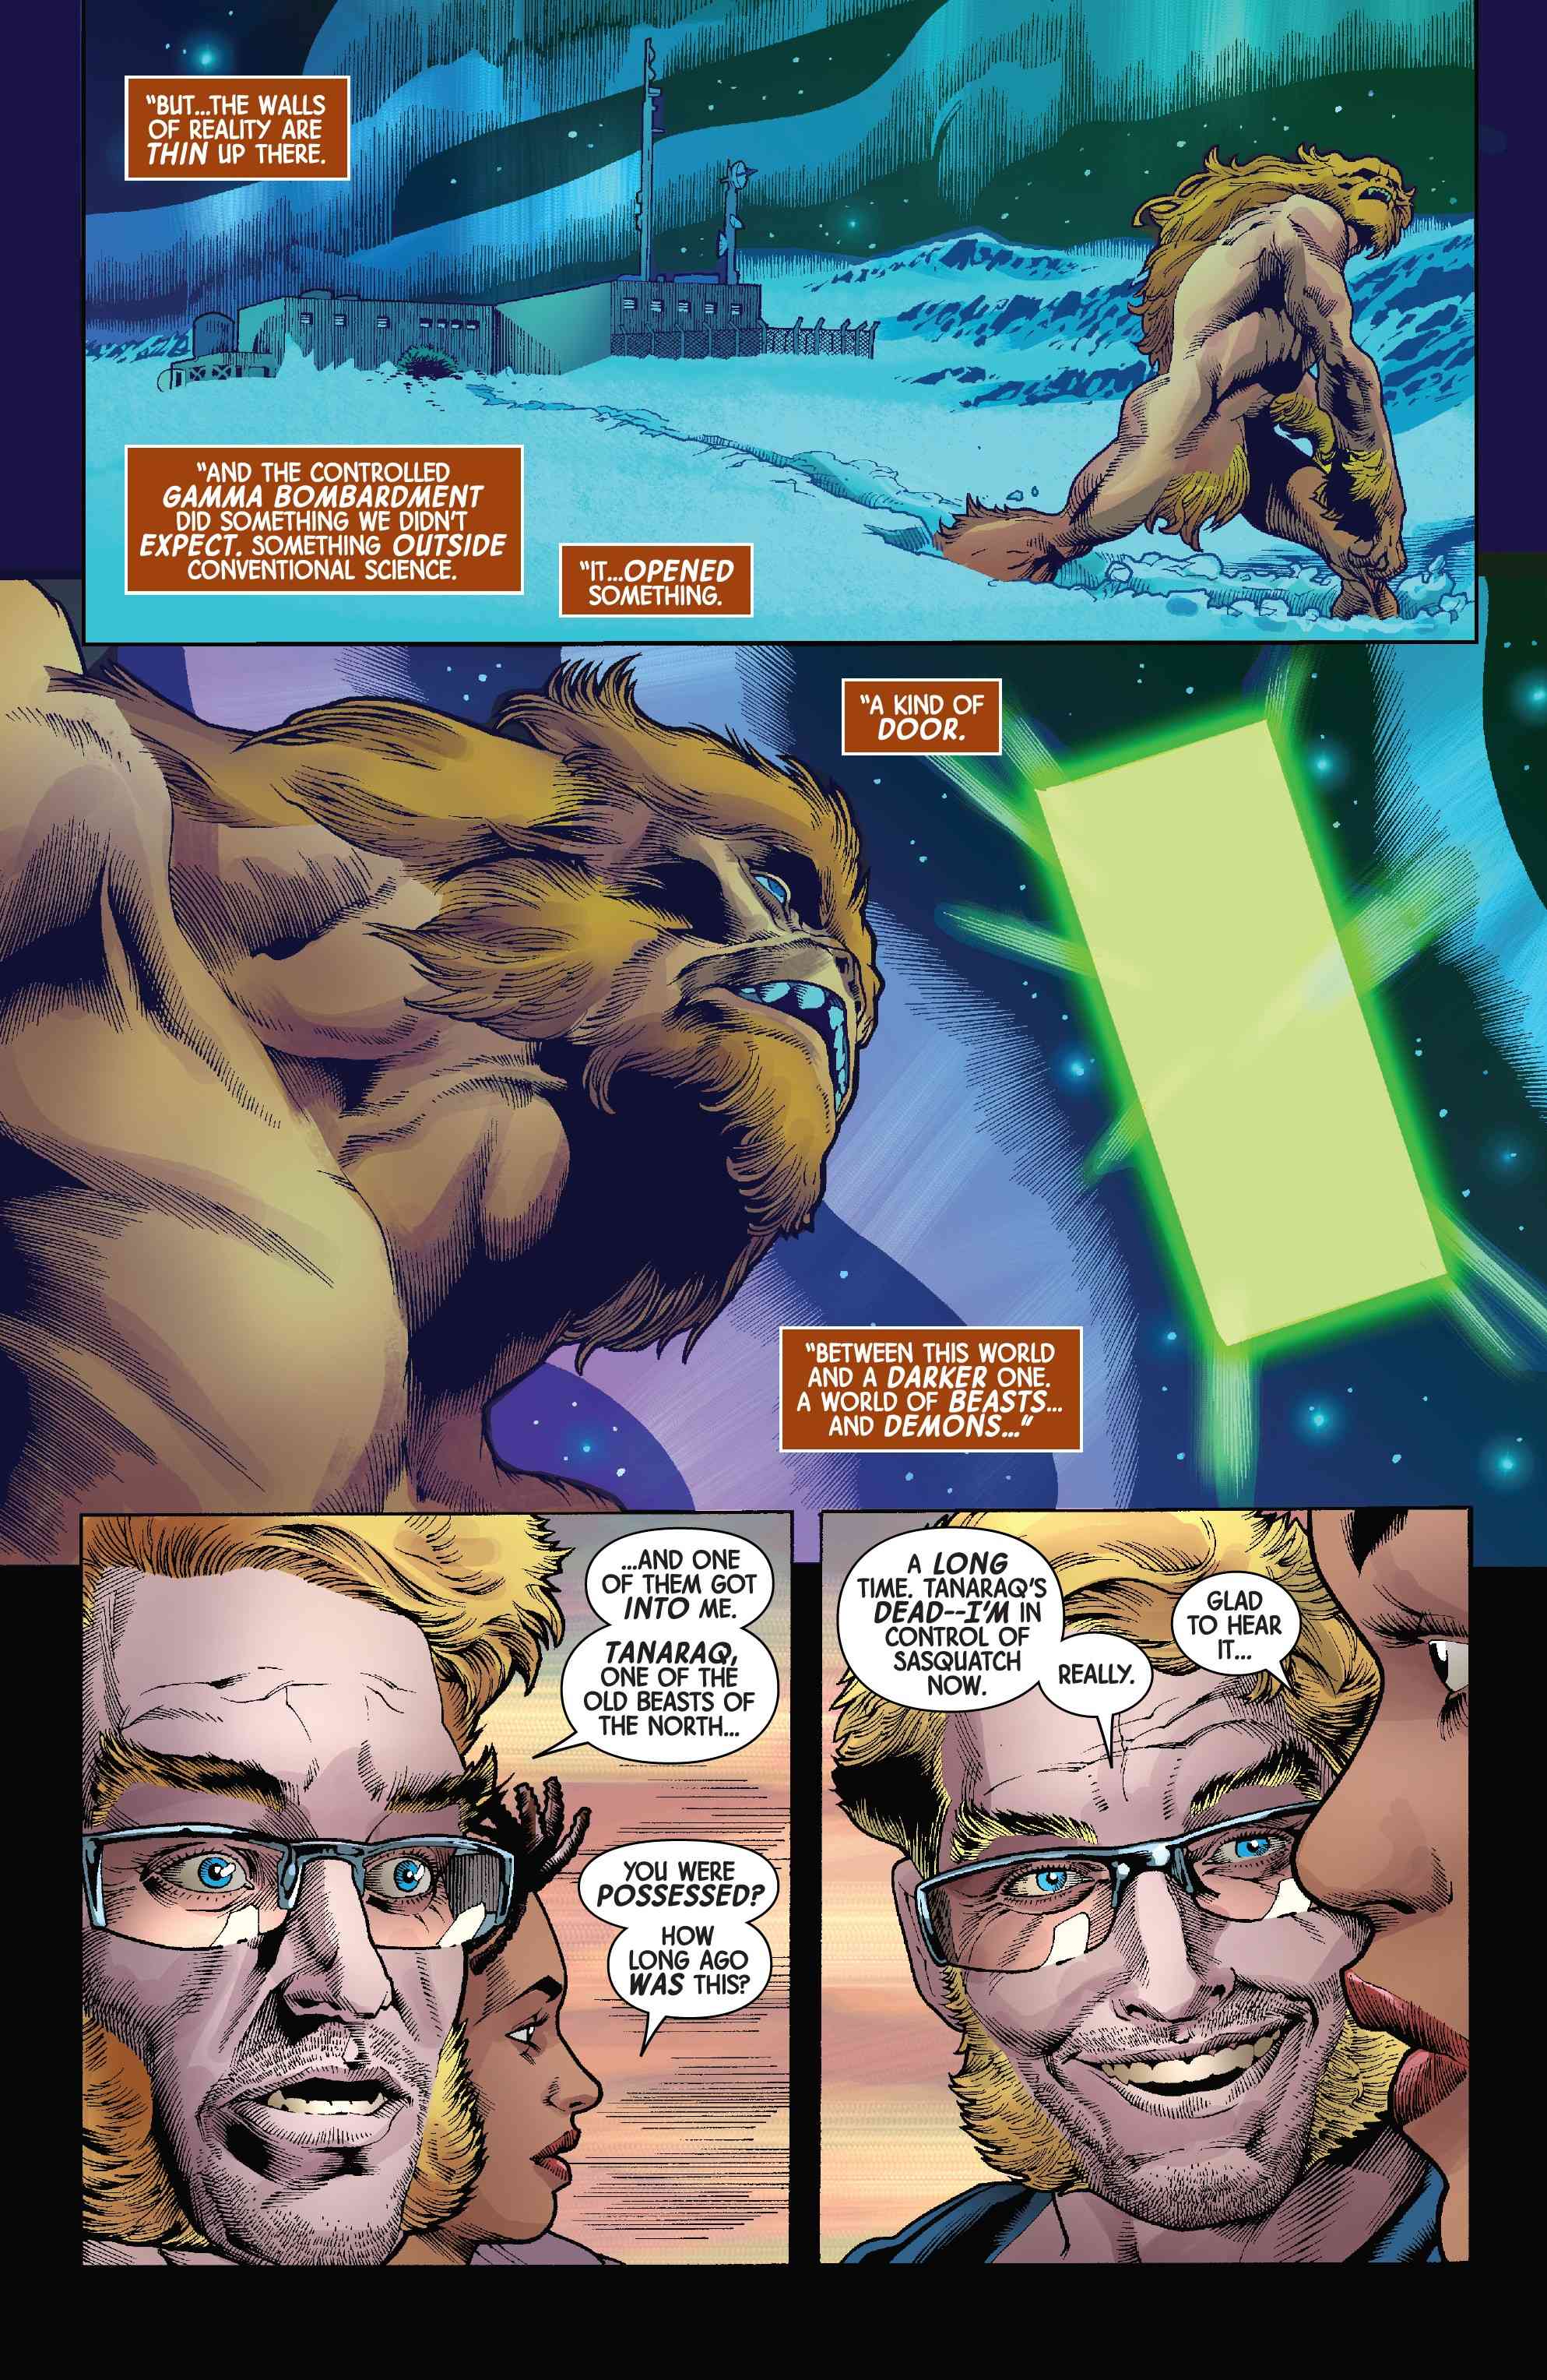 "BUT...THE WALLS
OF REALITY ARE
THIN UP THERE.
"AND THE CONTROLLED
GAMMA BOMBARDMENT
DID SOMETHING WE DIDN'T
EXPECT. SOMETHING OUTSIDE
CONVENTIONAL SCIENCE.
"IT...OPENED
SOMETHING.
"A KIND OF
DOOR.
"BETWEEN THIS WORLD
AND A DARKER ONE.
A WORLD OF BEASTS...
AND DEMONS..."
...AND ONE
OF THEM GOT
INTO ME.
TANARAQ,
ONE OF THE
OLD BEASTS OF
THE NORTH...
YOU WERE
POSSESSED?
HOW
LONG AGO
WAS THIS?
A LONG
TIME. TANARAQ'S
DEAD--I'M IN
CONTROL OF
SASQUATCH
NOW.
REALLY.
GLAD
TO HEAR
IT...